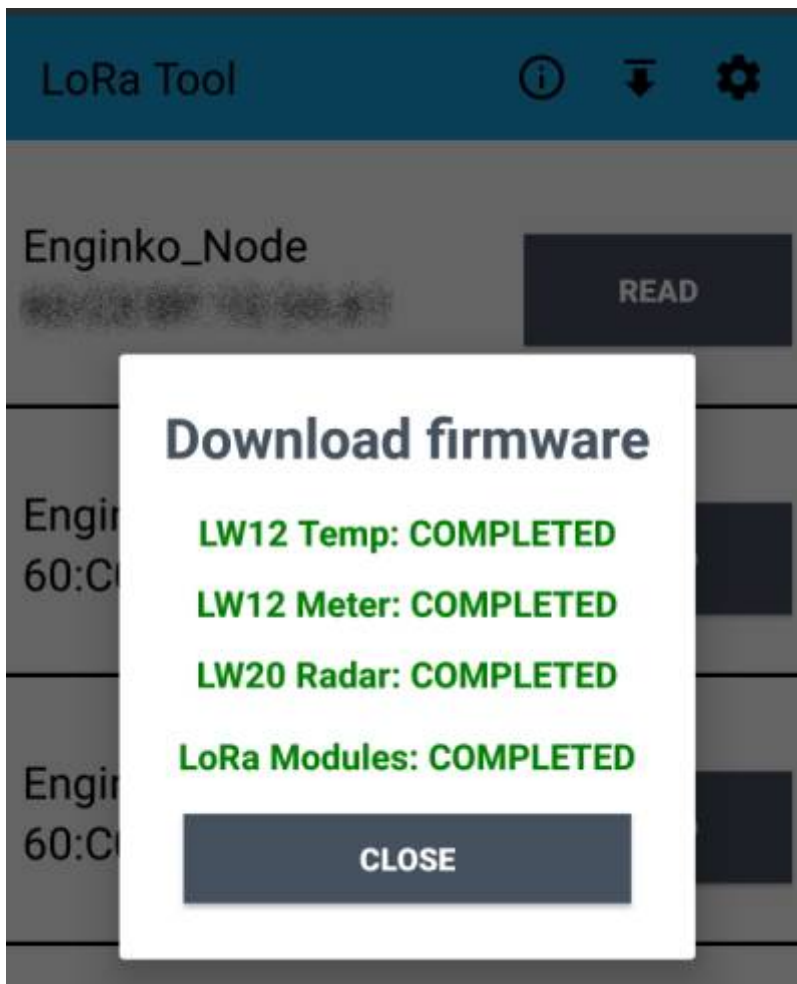 LoRa Tool
Enginko_Node
READ
Download firmware
LW12 Temp: COMPLETED
LW12 Meter: COMPLETED
LW20 Radar: COMPLETED
LoRa Modules: COMPLETED
CLOSE